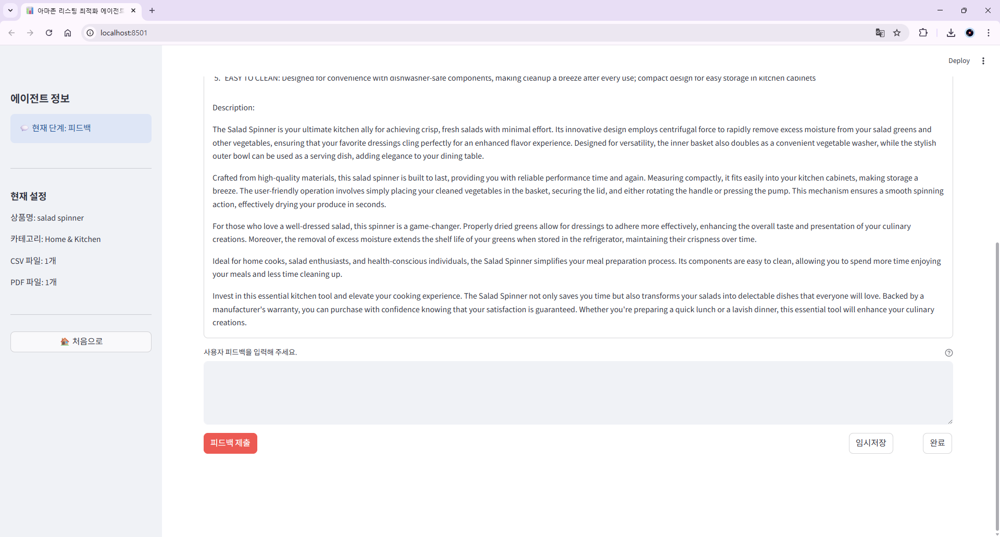 아마존 리스팅 최적화 에이전트
localhost:8501
Deploy
에이전트 정보
현재 단계: 피드백
현재 설정
상품명: salad spinner
카테고리: Home & Kitchen
CSV 파일: 1개
PDF 파일: 1개
처음으로
5. EASY TO CLEAN: Designed for convenience with dishwasher-safe components, making cleanup a breeze after every use; compact design for easy storage in kitchen cabinets
Description:
The Salad Spinner is your ultimate kitchen ally for achieving crisp, fresh salads with minimal effort. Its innovative design employs centrifugal force to rapidly remove excess moisture from your salad greens and
other vegetables, ensuring that your favorite dressings cling perfectly for an enhanced flavor experience. Designed for versatility, the inner basket also doubles as a convenient vegetable washer, while the stylish
outer bowl can be used as a serving dish, adding elegance to your dining table.
Crafted from high-quality materials, this salad spinner is built to last, providing you with reliable performance time and again. Measuring compactly, it fits easily into your kitchen cabinets, making storage a
breeze. The user-friendly operation involves simply placing your cleaned vegetables in the basket, securing the lid, and either rotating the handle or pressing the pump. This mechanism ensures a smooth spinning
action, effectively drying your produce in seconds.
For those who love a well-dressed salad, this spinner is a game-changer. Properly dried greens allow for dressings to adhere more effectively, enhancing the overall taste and presentation of your culinary
creations. Moreover, the removal of excess moisture extends the shelf life of your greens when stored in the refrigerator, maintaining their crispness over time.
Ideal for home cooks, salad enthusiasts, and health-conscious individuals, the Salad Spinner simplifies your meal preparation process. Its components are easy to clean, allowing you to spend more time enjoying
your meals and less time cleaning up.
Invest in this essential kitchen tool and elevate your cooking experience. The Salad Spinner not only saves you time but also transforms your salads into delectable dishes that everyone will love. Backed by a
manufacturer's warranty, you can purchase with confidence knowing that your satisfaction is guaranteed. Whether you're preparing a quick lunch or a lavish dinner, this essential tool will enhance your culinary
creations.
사용자 피드백을 입력해 주세요.
피드백 제출
임시저장
완료